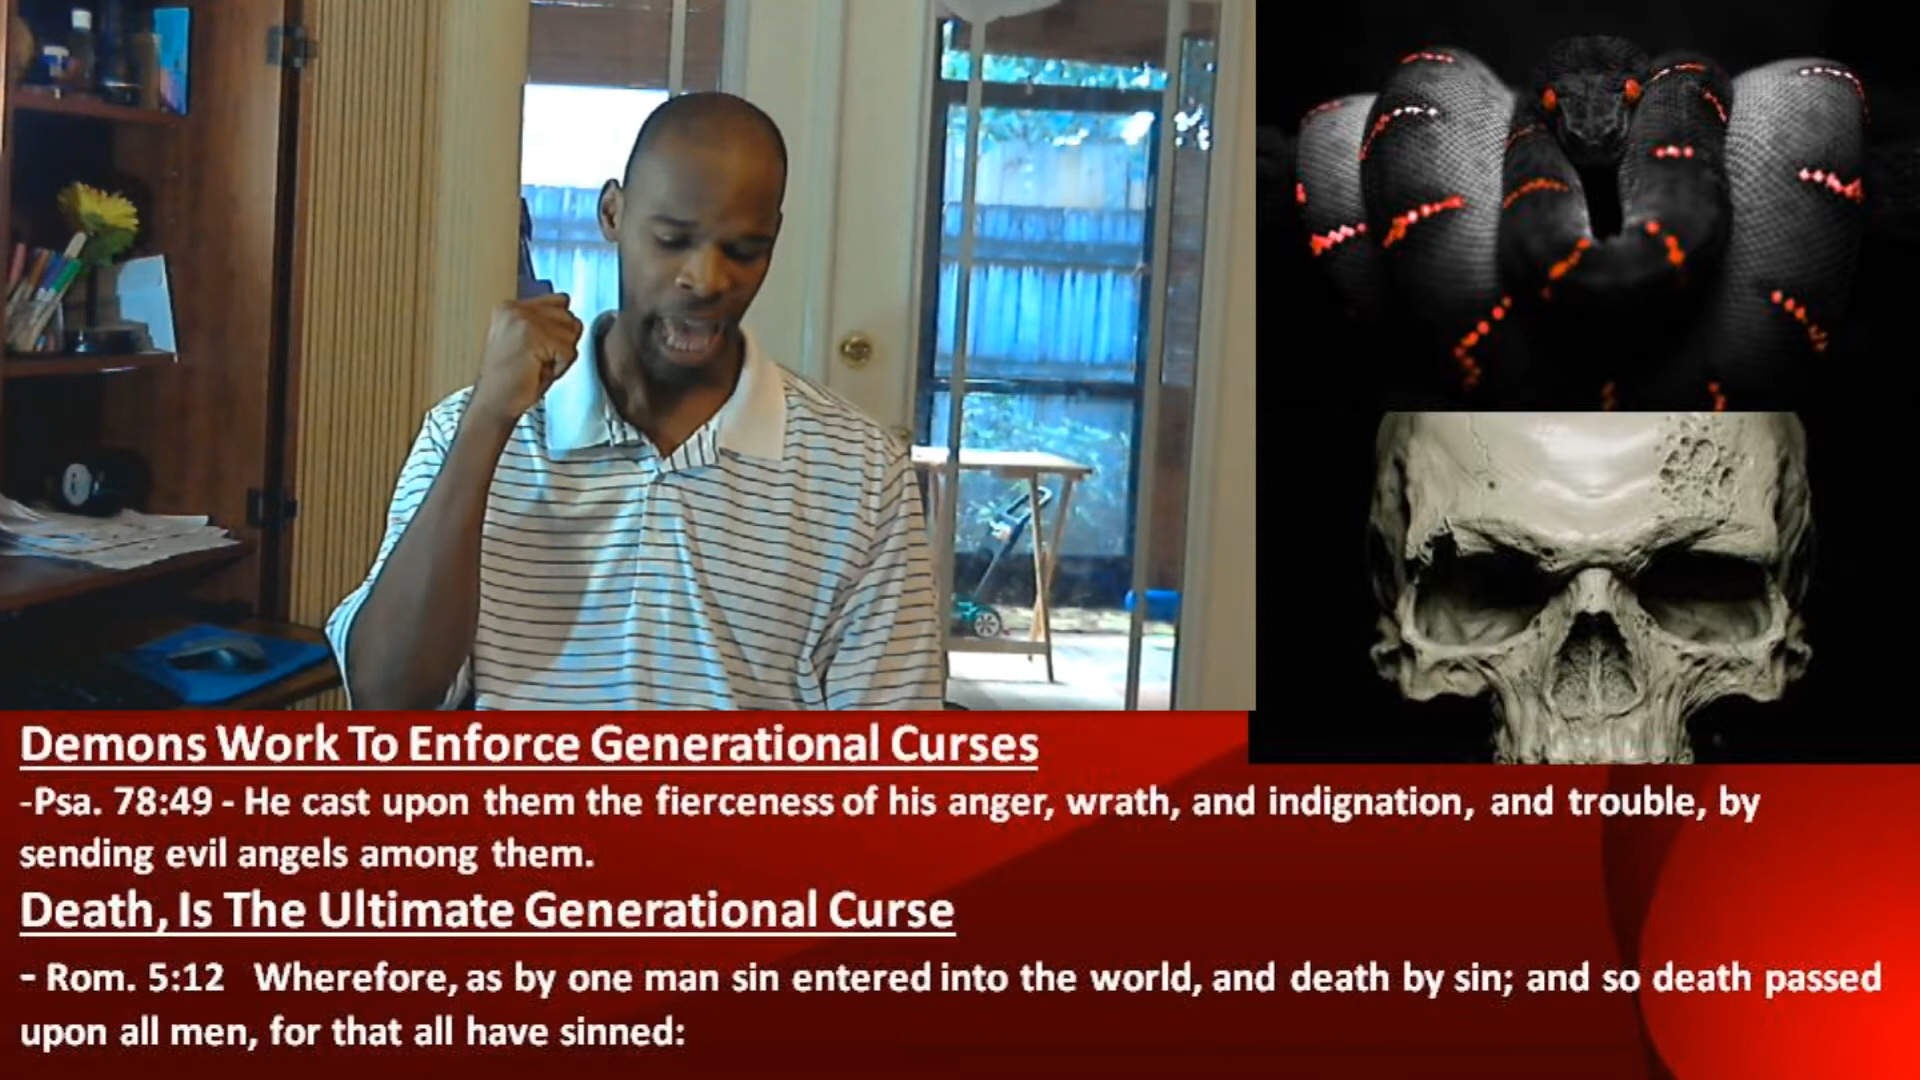 Demons Work To Enforce Generational Curses
-Psa. 78:49 - He cast upon them the fierceness of his anger, wrath, and indignation, and trouble, by
sending evil angels among them.
Death, Is The Ultimate Generational Curse
- Rom. 5:12 Wherefore, as by one man sin entered into the world, and death by sin; and so death passed
upon all men, for that all have sinned: